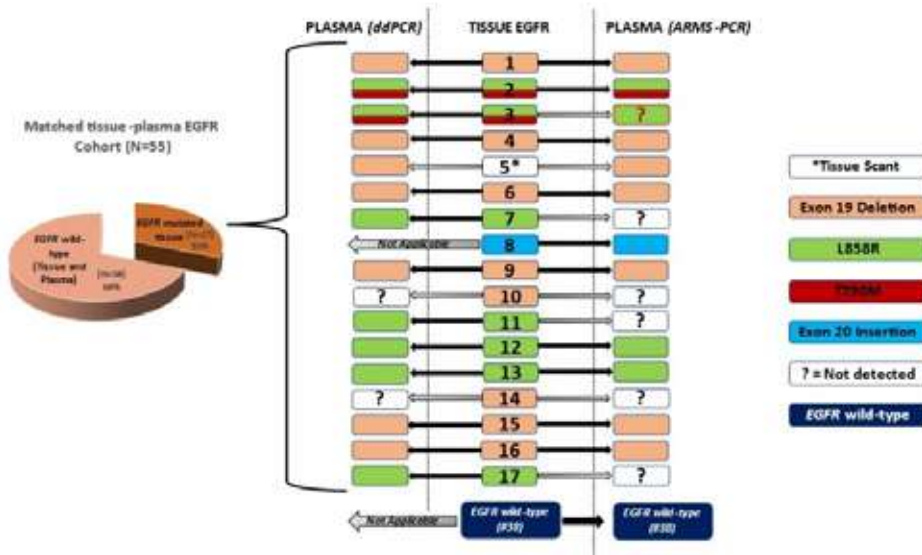 PLASMA (ddPCR) TISSUE EGFR PLASMA (ARMS-PCR)
Matched tissue-plasma EGFR
Cohort (N=55)
EGFR mutated
tissue
EGFR wild-
type
(Tissue and
Plasma)
1
2
3 ?
4
5*
6
7 ?
Not Applicable 8
9
? 10 ?
11 ?
12
13
? 14 ?
15
16
17 ?
Not Applicable EGFR wild-type EGFR wild-type
(#38) (#38)
*Tissue Scant
Exon 19 Deletion
L858R
T790M
Exon 20 Insertion
? = Not detected
EGFR wild-type